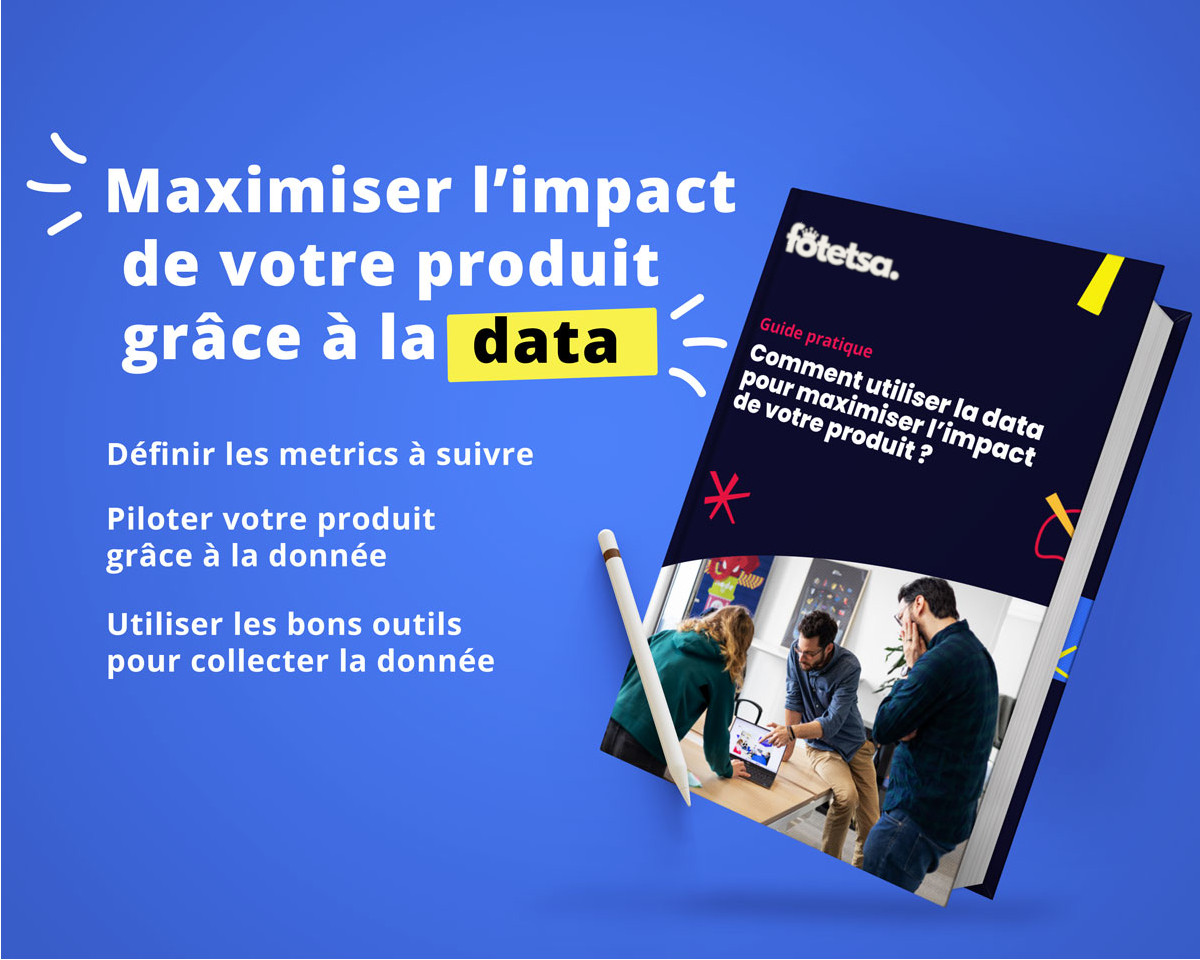 Maximiser l’impact
de votre produit
grâce à la data
Définir les metrics à suivre
Piloter votre produit
grâce à la donnée
Utiliser les bons outils
pour collecter la donnée
fotetsa.
Guide pratique
Comment utiliser la data
pour maximiser l’impact
de votre produit ?